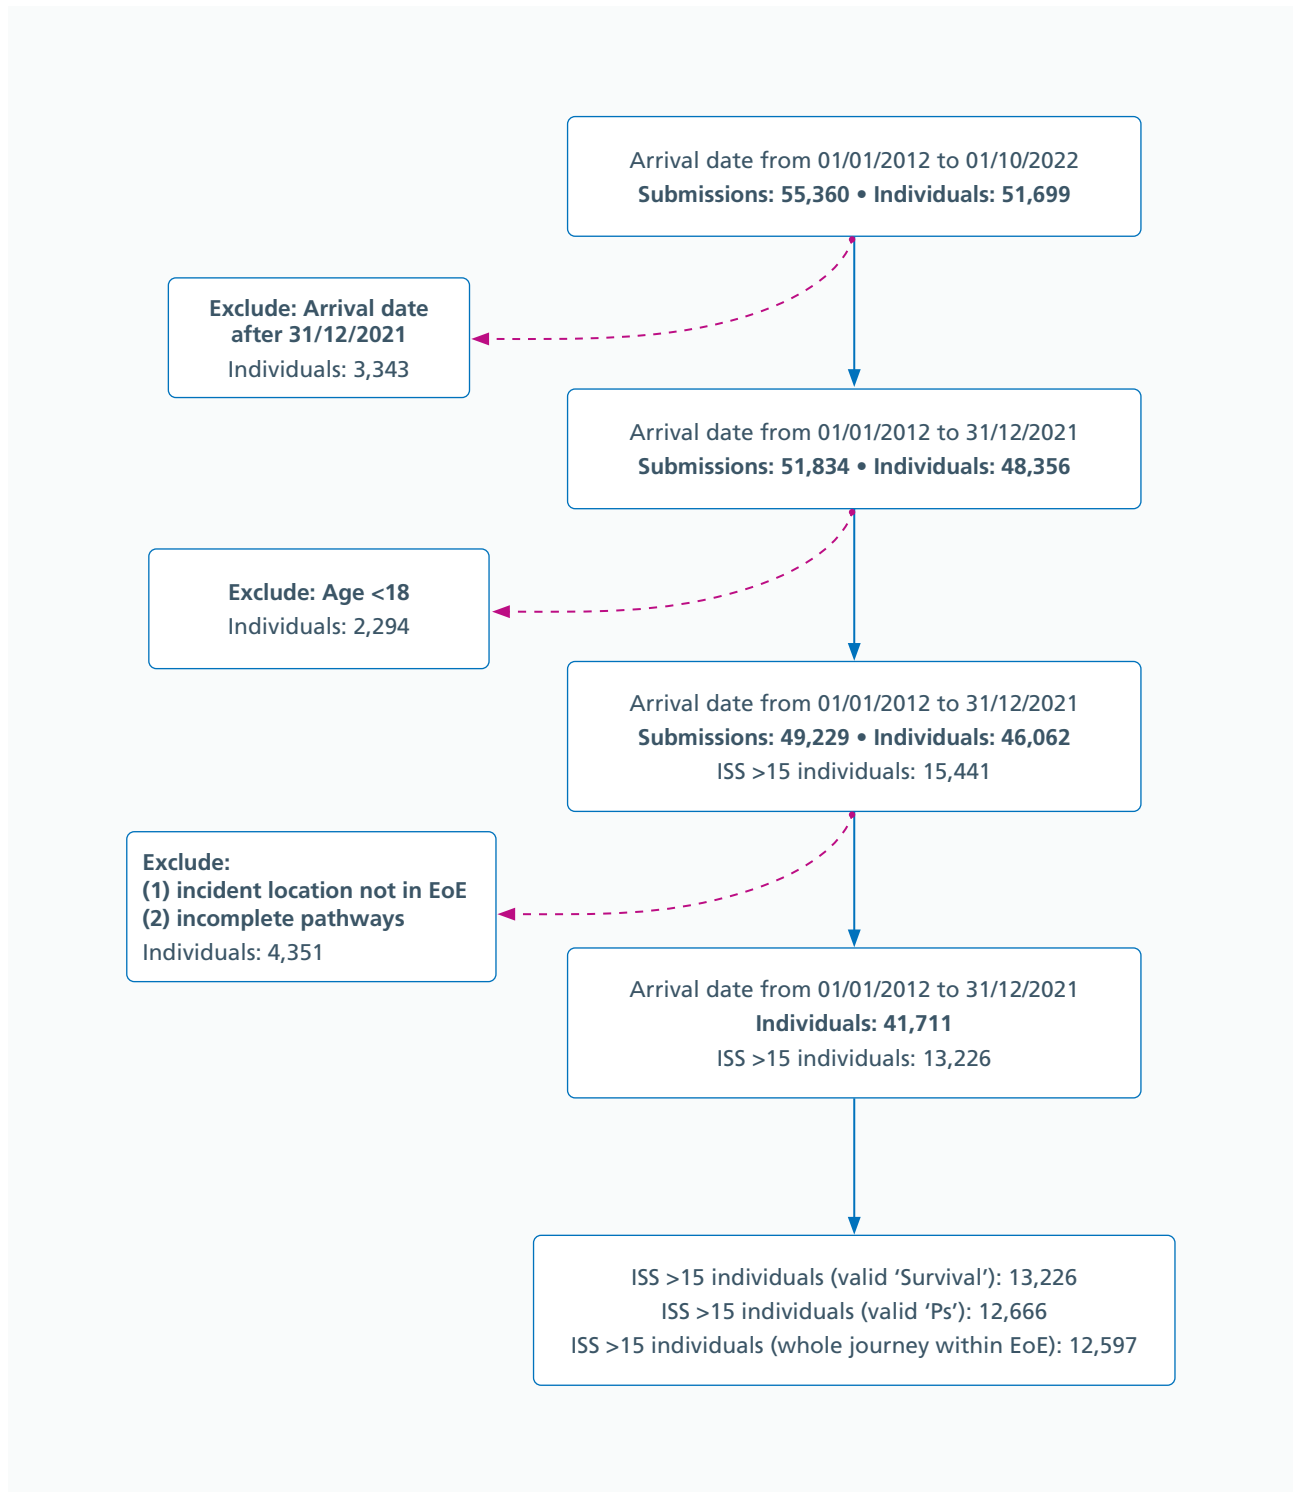 Arrival date from 01/01/2012 to 01/10/2022
Submissions: 55,360 • Individuals: 51,699
Exclude: Arrival date
after 31/12/2021
Individuals: 3,343
Arrival date from 01/01/2012 to 31/12/2021
Submissions: 51,834 • Individuals: 48,356
Exclude: Age <18
Individuals: 2,294
Arrival date from 01/01/2012 to 31/12/2021
Submissions: 49,229 • Individuals: 46,062
ISS >15 individuals: 15,441
Exclude:
(1) incident location not in EoE
(2) incomplete pathways
Individuals: 4,351
Arrival date from 01/01/2012 to 31/12/2021
Individuals: 41,711
ISS >15 individuals: 13,226
ISS >15 individuals (valid ‘Survival’): 13,226
ISS >15 individuals (valid ‘Ps’): 12,666
ISS >15 individuals (whole journey within EoE): 12,597